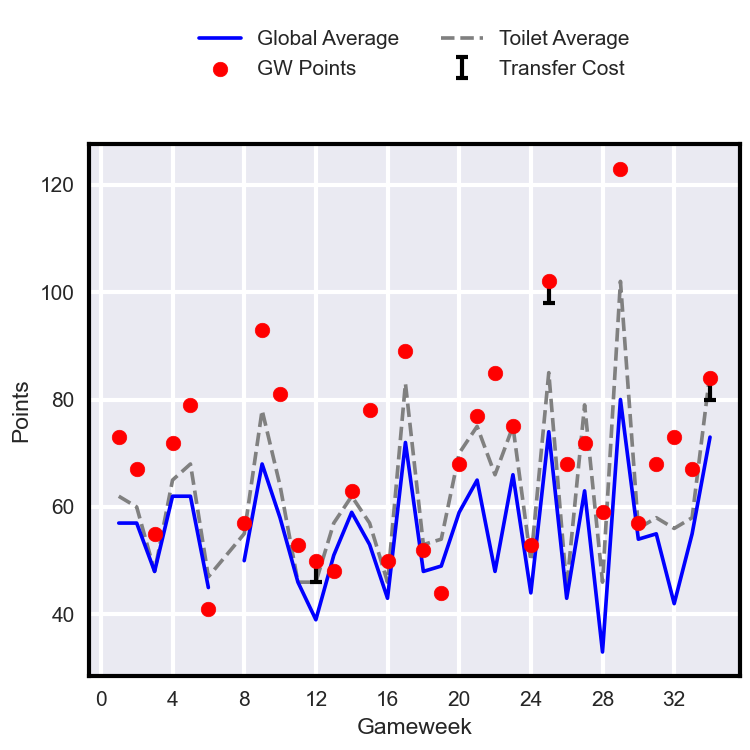 Global Average
Toilet Average
GW Points
Transfer Cost
120
100
80
60
40
Points
0 4 8 12 16 20 24 28 32
Gameweek